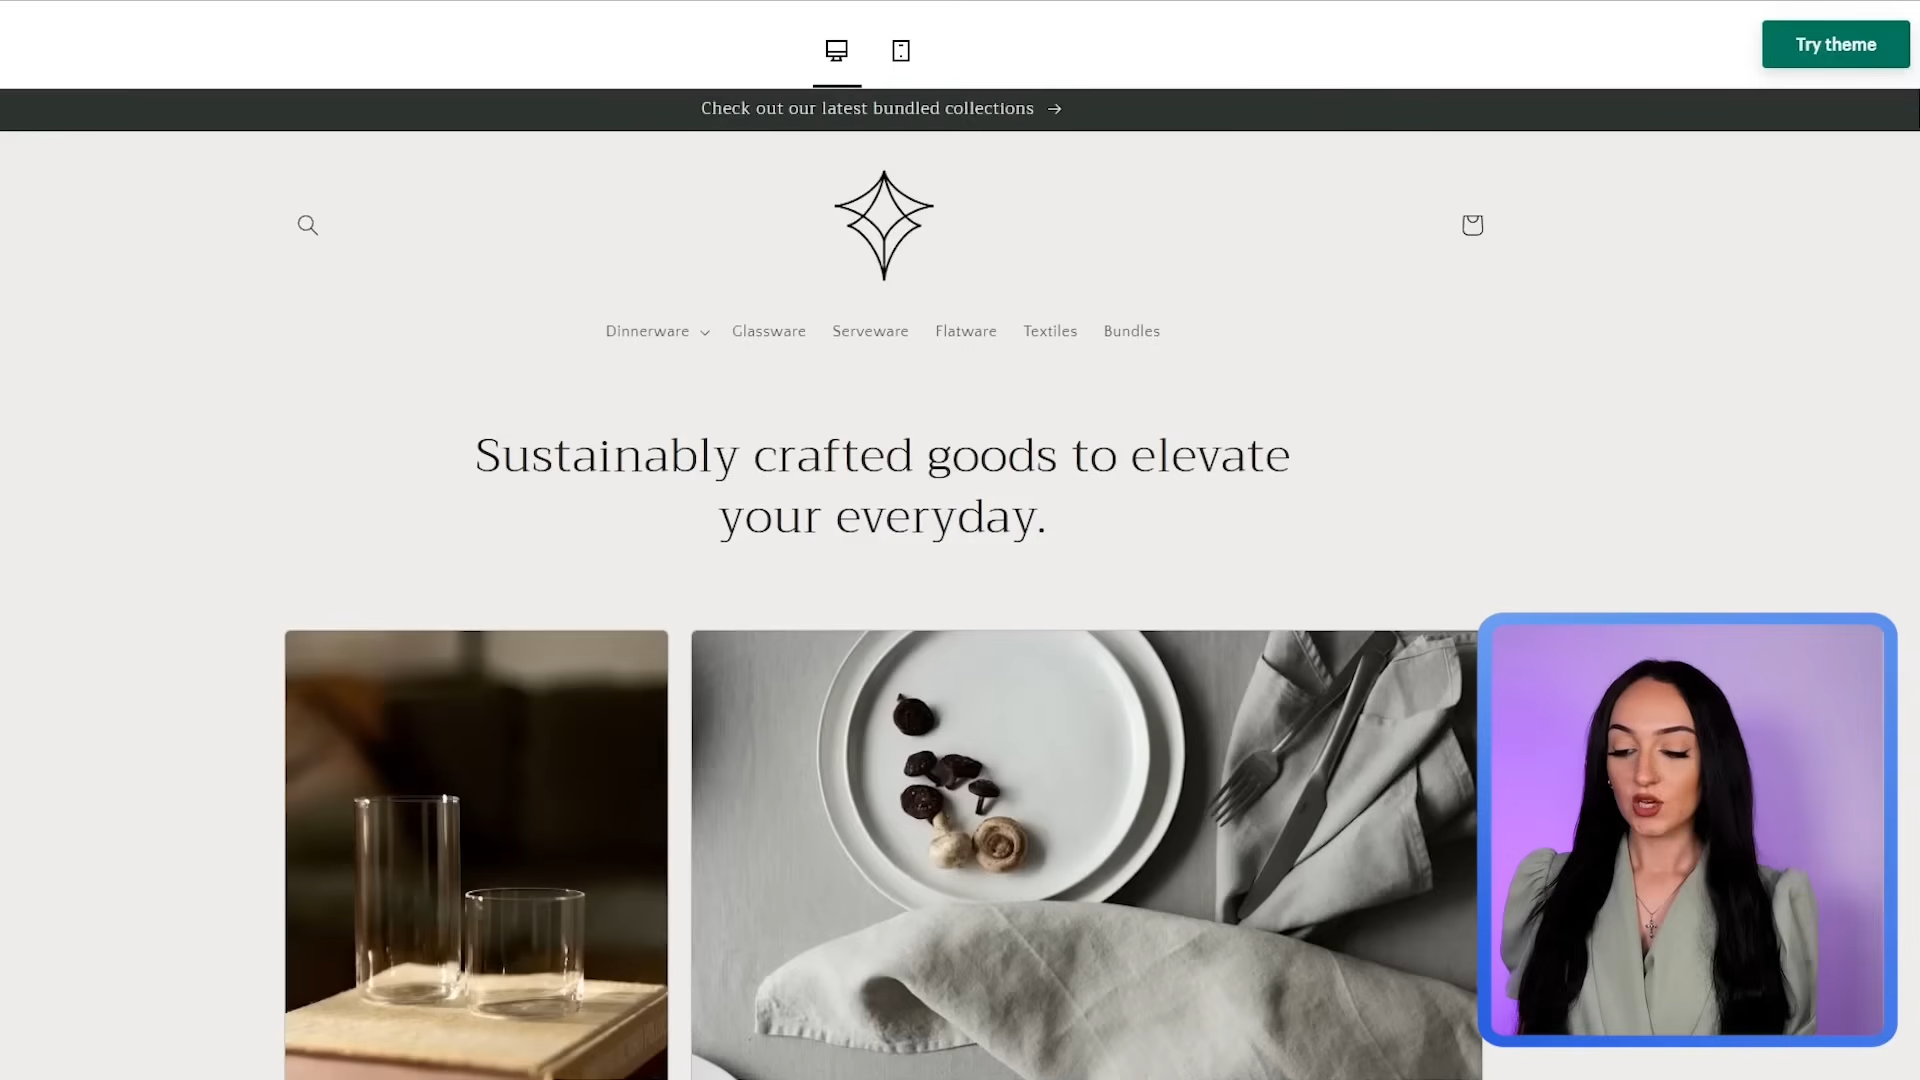 Try theme
Check out our latest bundled collections →
Dinnerware
Glassware
Serveware
Flatware
Textiles
Bundles
Sustainably crafted goods to elevate
your everyday.